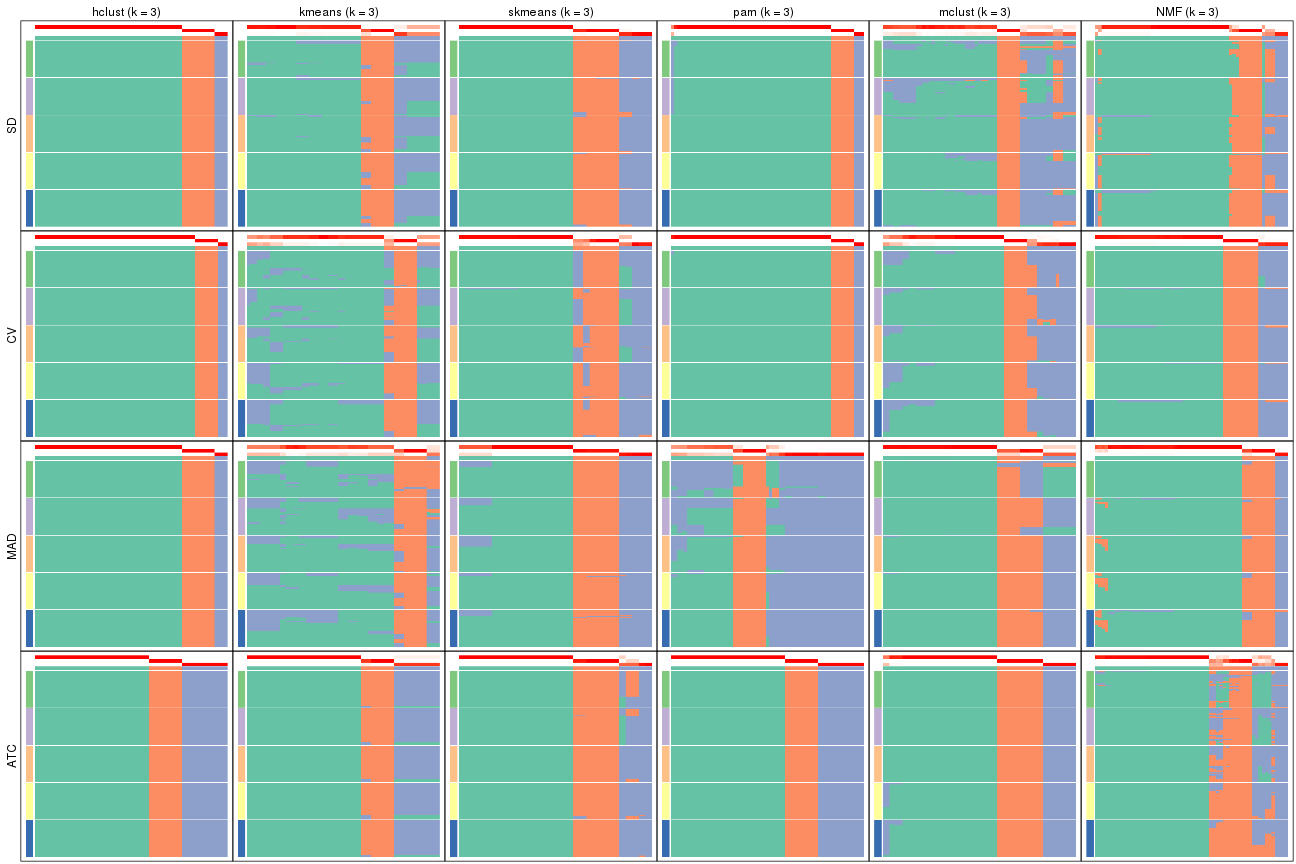 hclust (k = 3) kmeans (k = 3) skmeans (k = 3) pam (k = 3) mclust (k = 3) NMF (k = 3)
SD
CV
MAD
ATC